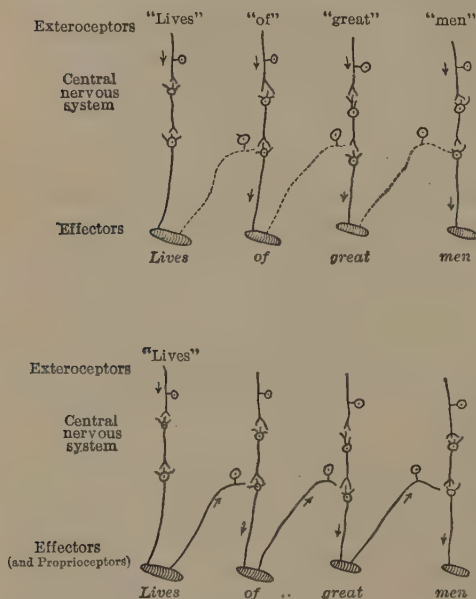 Exteroceptors "Lives" "of" "great" "men"
Central
nervous
system
Effectors
Lives of great men
"Lives"
Exteroceptors
Central
nervous
system
Effectors
(and Proprioceptors)
Lives of .. great men